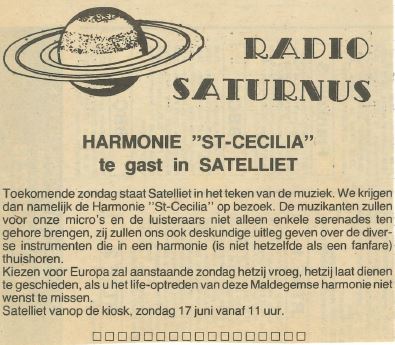 RADIO
SATURNUS
HARMONIE "ST-CECILIA"
te gast in SATELLIET
Toekomende zondag staat Satelliet in het teken van de muziek. We krijgen
dan namelijk de Harmonie "St-Cecilia" op bezoek. De muzikanten zullen
voor onze micro's en de luisteraars niet alleen enkele serenades ten
gehore brengen, zij zullen ons ook deskundige uitleg geven over de diver-
se instrumenten die in een harmonie (is niet hetzelfde als een fanfare)
thuishoren.
Kiezen voor Europa zal aanstaande zondag hetzij vroeg, hetzij laat dienen
te geschieden, als u het life-optreden van deze Maldegemse harmonie niet
wenst te missen.
Satelliet vanop de kiosk, zondag 17 juni vanaf 11 uur.